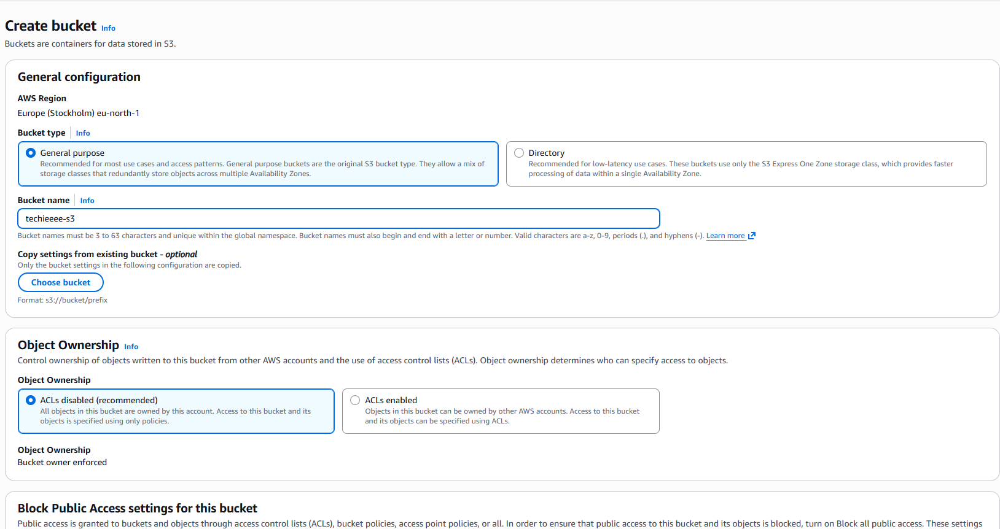 Create bucket Info
Buckets are containers for data stored in S3.
General configuration
AWS Region
Europe (Stockholm) eu-north-1
Bucket type Info
General purpose
Recommended for most use cases and access patterns. General purpose buckets are the original S3 bucket type. They allow a mix of
storage classes that redundantly store objects across multiple Availability Zones.
Directory
Recommended for low-latency use cases. These buckets use only the S3 Express One Zone storage class, which provides faster
processing of data within a single Availability Zone.
Bucket name Info
techieeee-s3
Bucket names must be 3 to 63 characters and unique within the global namespace. Bucket names must also begin and end with a letter or number. Valid characters are a-z, 0-9, periods (.), and hyphens (-). Learn more
Copy settings from existing bucket - optional
Only the bucket settings in the following configuration are copied.
Choose bucket
Format: s3://bucket/prefix
Object Ownership Info
Control ownership of objects written to this bucket from other AWS accounts and the use of access control lists (ACLs). Object ownership determines who can specify access to objects.
Object Ownership
ACLs disabled (recommended)
All objects in this bucket are owned by this account. Access to this bucket and its
objects is specified using only policies.
ACLs enabled
Objects in this bucket can be owned by other AWS accounts. Access to this bucket
and its objects can be specified using ACLs.
Object Ownership
Bucket owner enforced
Block Public Access settings for this bucket
Public access is granted to buckets and objects through access control lists (ACLs), bucket policies, access point policies, or all. In order to ensure that public access to this bucket and its objects is blocked, turn on Block all public access. These settings